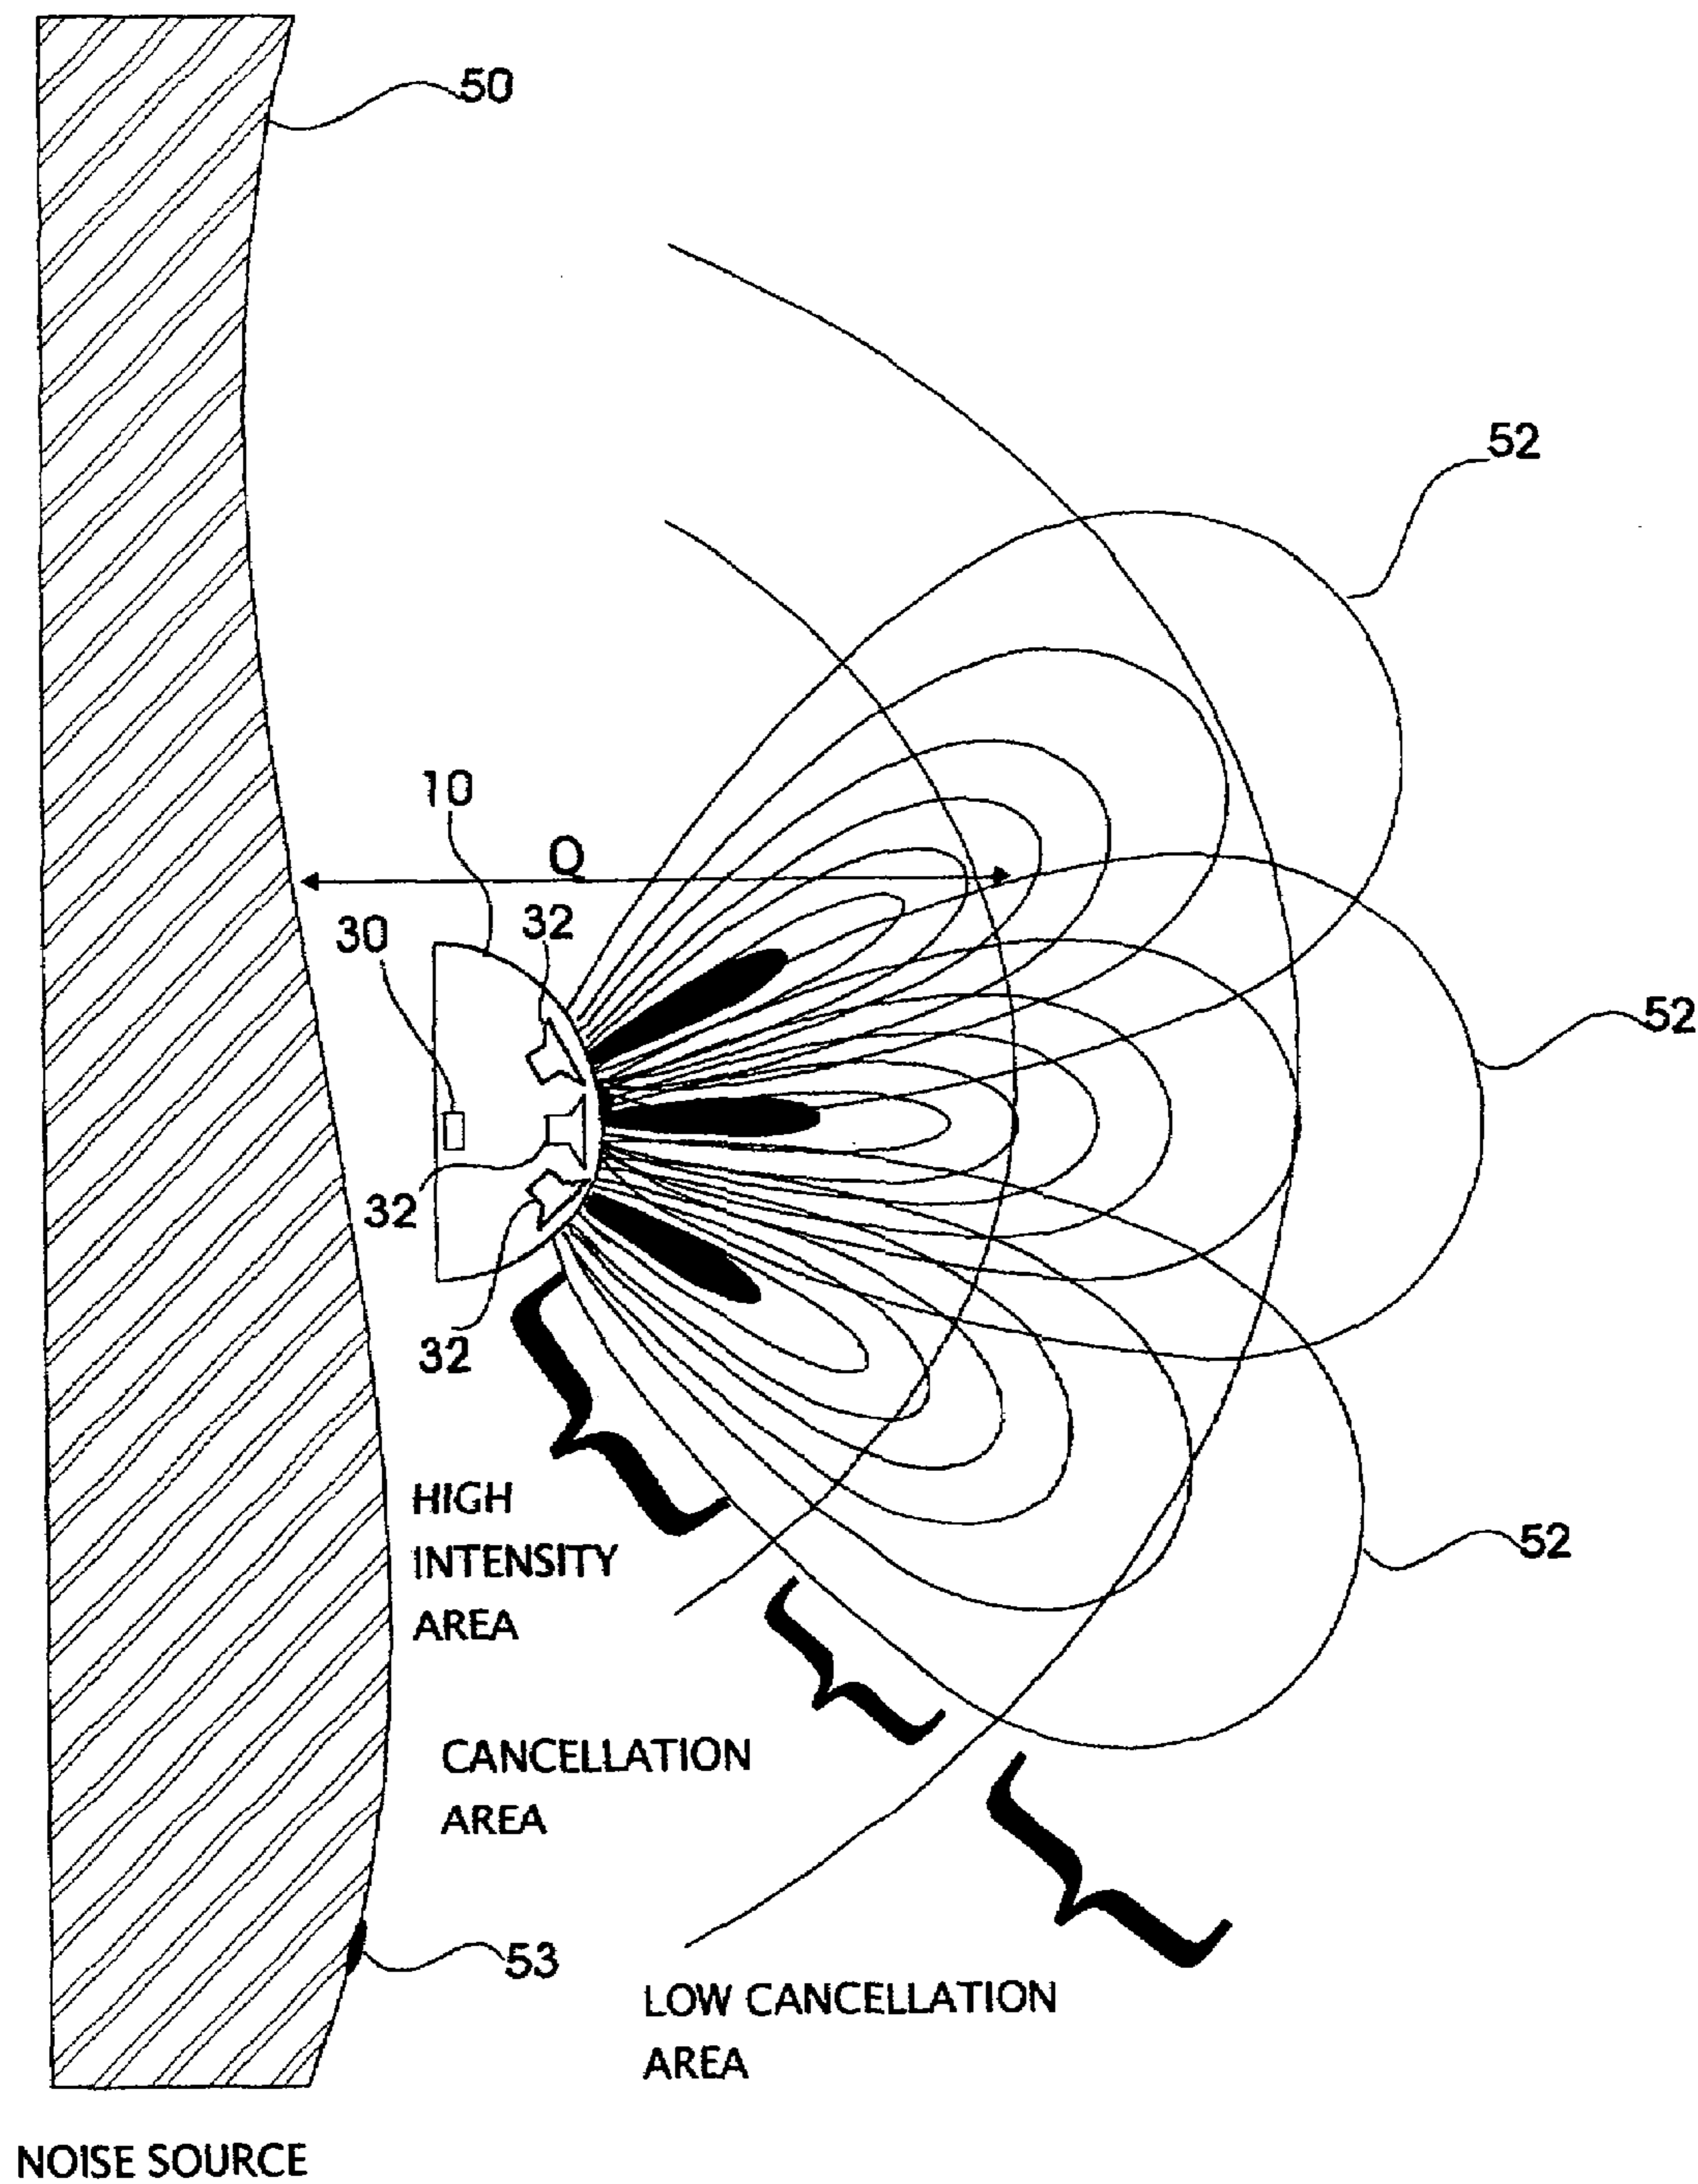 50
52
10
Q
30
32
52
32
32
HIGH
INTENSITY
AREA
52
CANCELLATION
AREA
53
LOW CANCELLATION
AREA
NOISE SOURCE